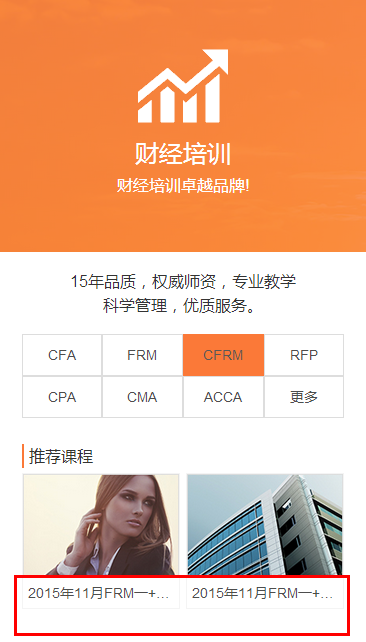 财经培训
财经培训卓越品牌!
15年品质，权威师资，专业教学
科学管理，优质服务。
CFA FRM CFRM RFP
CPA CMA ACCA 更多
推荐课程
2015年11月FRM一+... 2015年11月FRM一+...